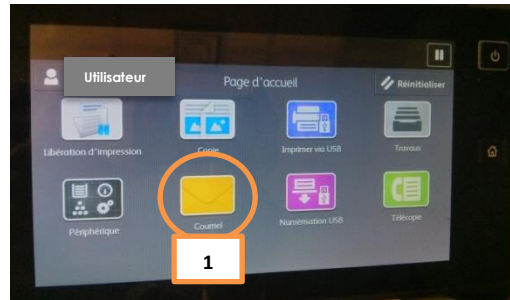 Utilisateur
Page d'accueil
Réinitialiser
Libération d'impression
Copie
Imprimer via USB
Travaux
Périphérique
Courriel
Numérisation USB
Télécopie
1